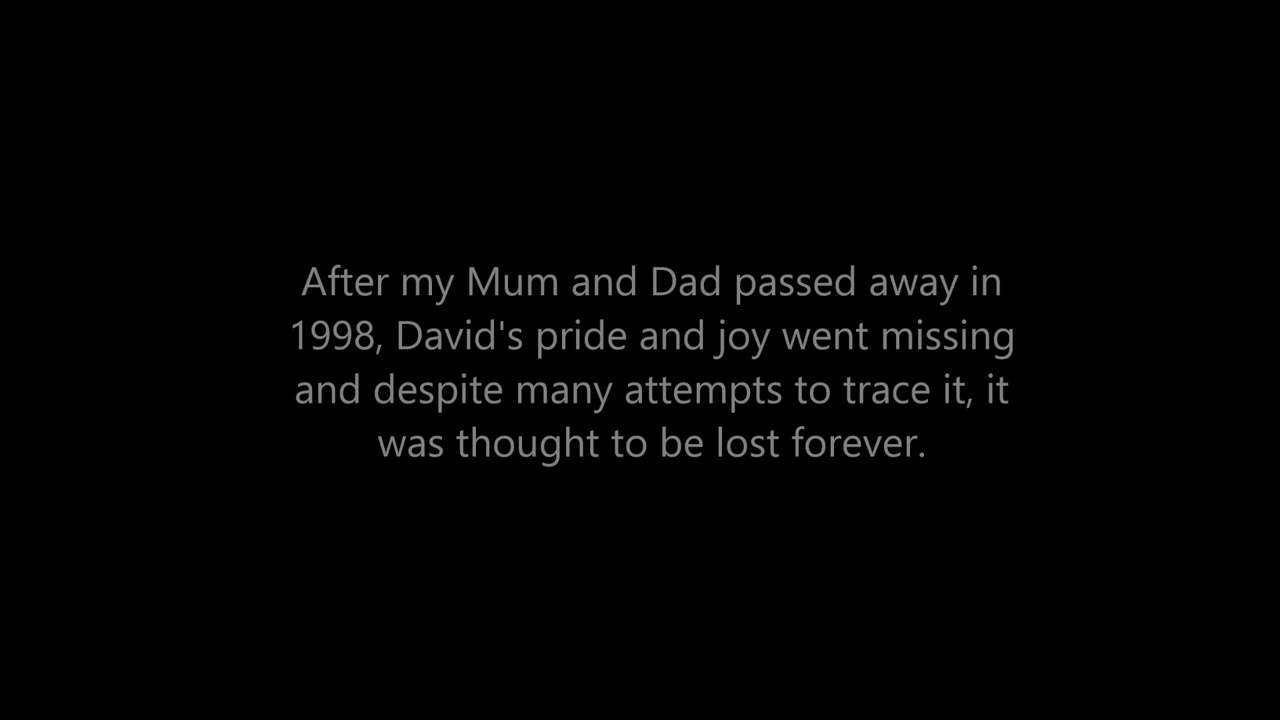 After my Mum and Dad passed away in
1998, David's pride and joy went missing
and despite many attempts to trace it, it
was thought to be lost forever.